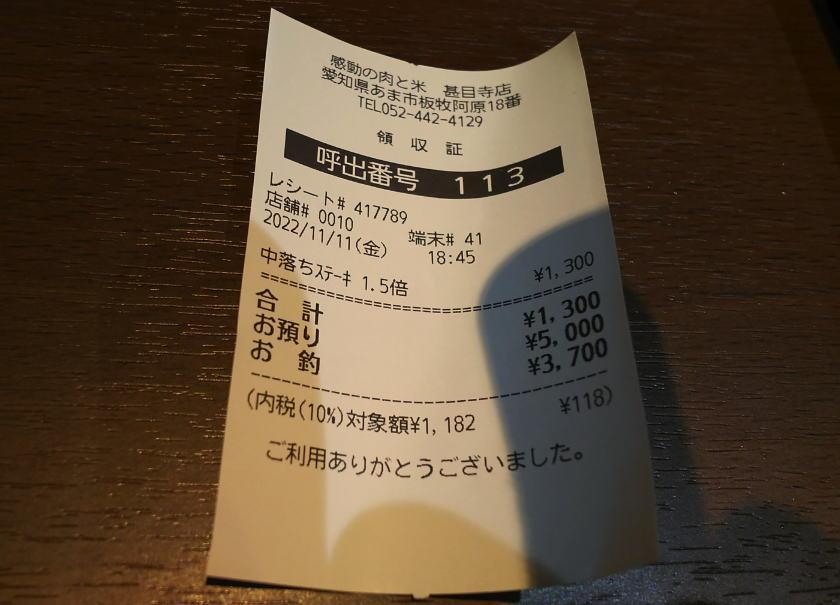 感動の肉と米　甚目寺店
愛知県あま市板牧阿原18番
TEL052-442-4129
領 収 証
呼出番号　113
レシート# 417789
店舗# 0010　端末# 41
2022/11/11(金)　18:45
中落ちｽﾃｰｷ 1.5倍　¥1,300
合　計　¥1,300
お預り　¥5,000
お　釣　¥3,700
(内税(10%)対象額¥1,182　¥118)
ご利用ありがとうございました。